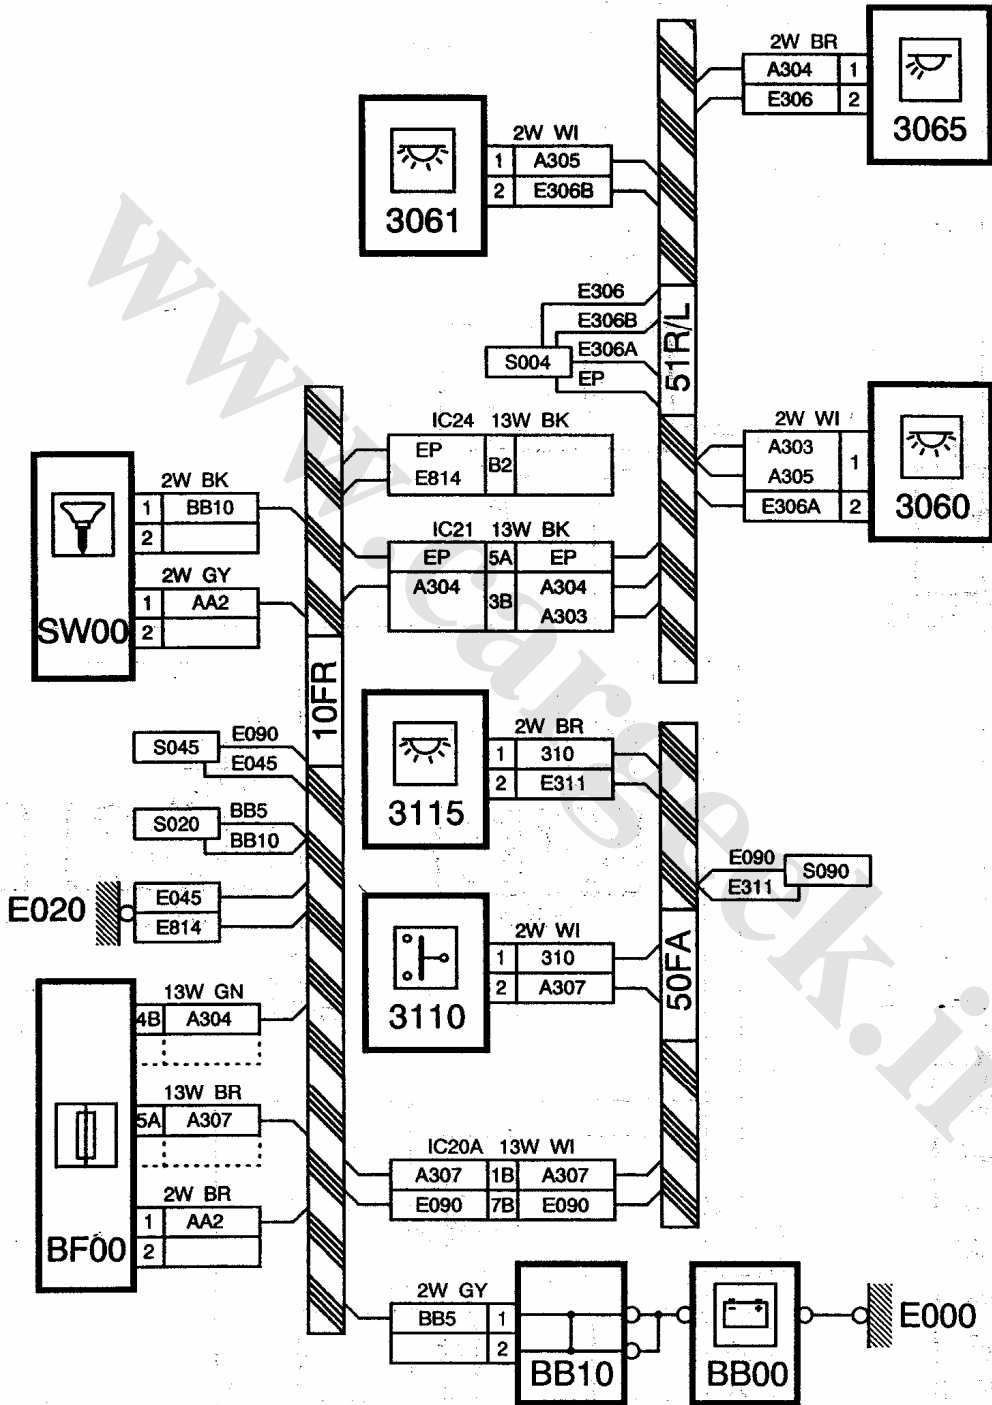 2W BR
A304 1
E306 2
3065
2W WI
1 A305
2 E306B
3061
E306
E306B
E306A
EP
S004
51R/L
IC24 13W BK
EP
E814
B2
2W WI
A303
A305
1
E306A 2
3060
2W BK
1 BB10
2
2W GY
1 AA2
2
SW00
IC21 13W BK
EP 5A EP
A304 3B A304
A303
10FR
S045
E090
E045
S020
BB5
BB10
E020
E045
E814
2W BR
1 310
2 E311
3115
E090
E311
S090
2W WI
1 310
2 A307
3110
50FA
13W GN
4B A304
13W BR
5A A307
2W BR
1 AA2
2
BF00
IC20A 13W WI
A307 1B A307
E090 7B E090
2W GY
BB5 1
2
BB10
BB00
E000
www.cargeek.ir